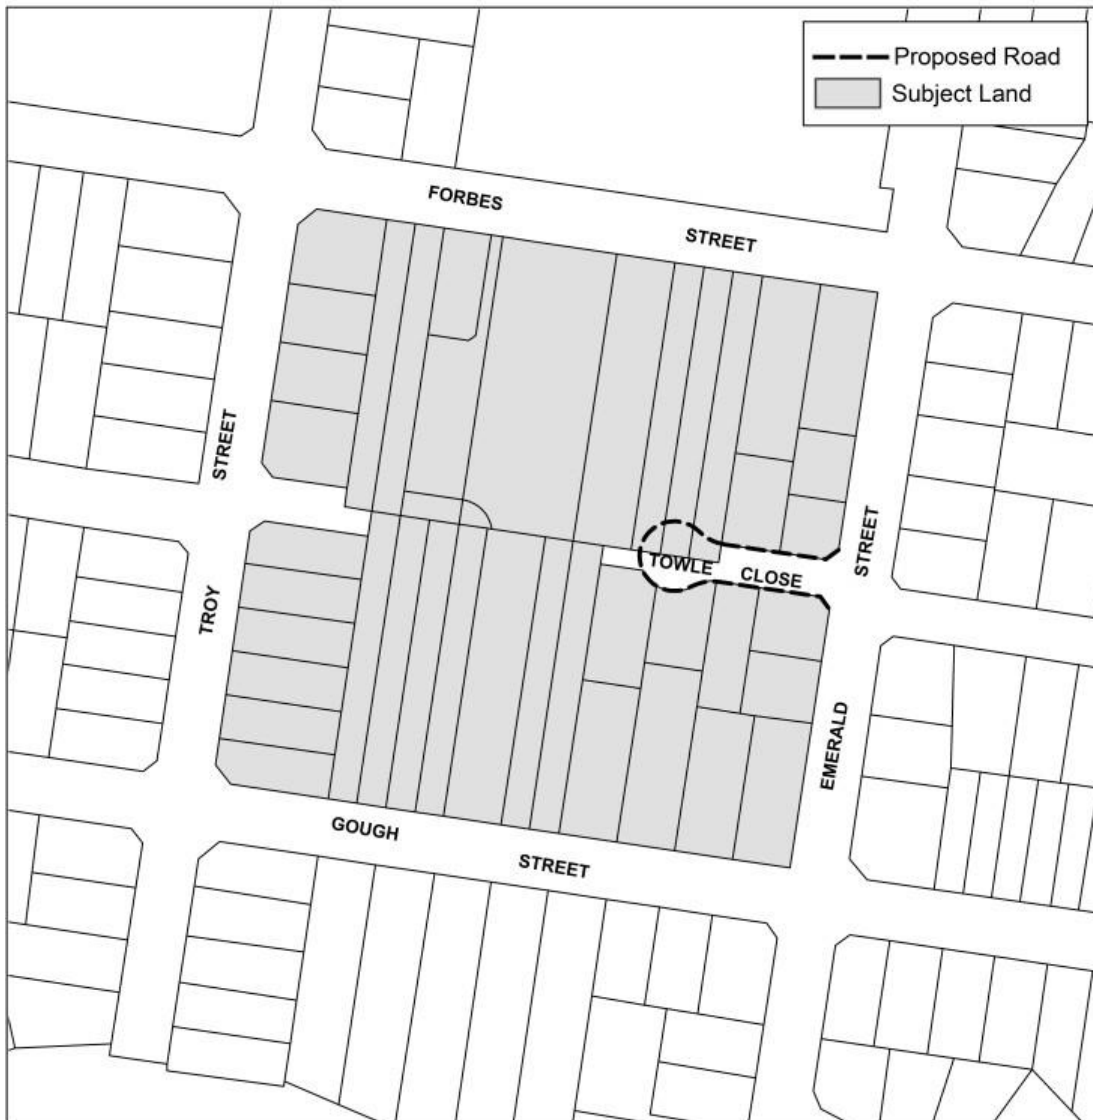 Proposed Road
Subject Land
FORBES
STREET
STREET
TROY
TOWLE
CLOSE
STREET
EMERALD
GOUGH
STREET